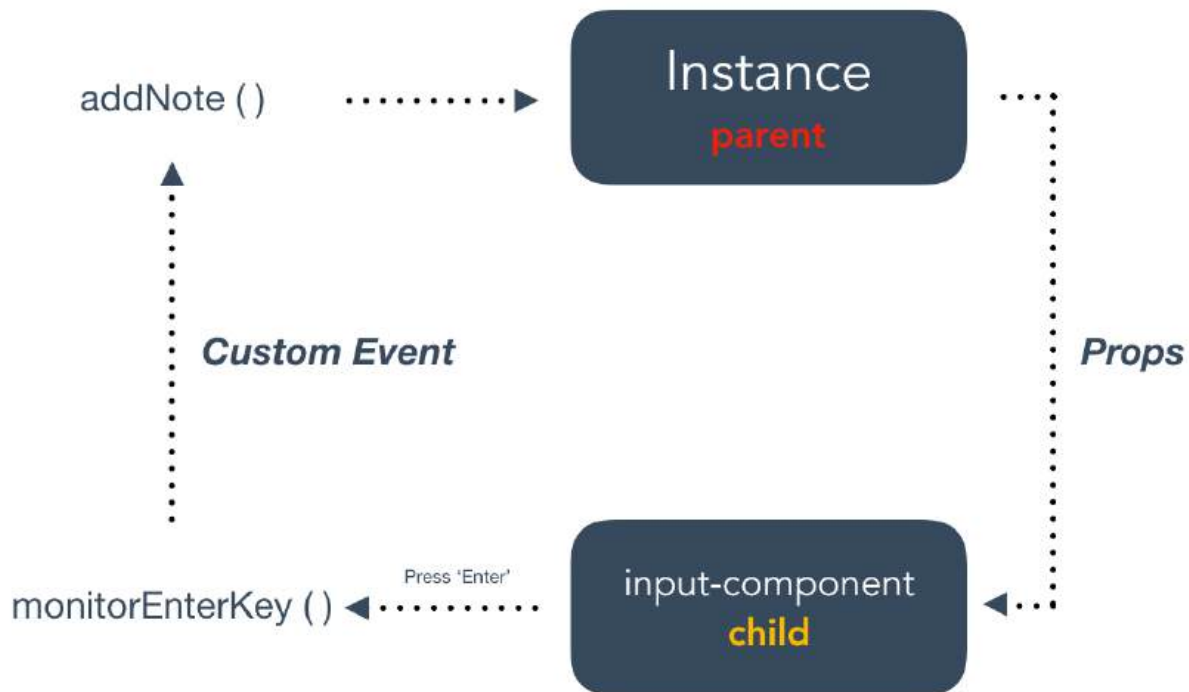 Instance
addNote ( )
parent
Custom Event
Props
Press ‘Enter’
input-component
monitorEnterKey ( )
child